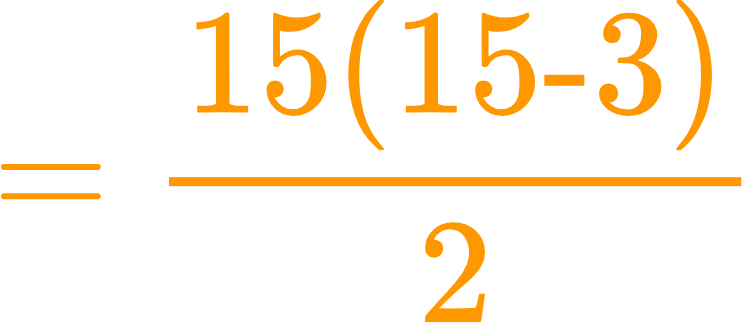 = 15(15-3)
2